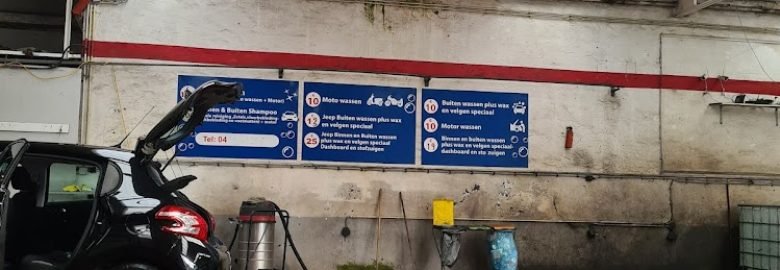 wassen + Motor)
& Buiten Shampoo
Tel: 04
10 Moto wassen
12 Jeep Buiten wassen plus wax
en velgen speciaal
25 Jeep Binnen en Buiten wassen
plus wax en velgen speciaal
Dashboard en stofzuigen
10 Buiten wassen plus wax
en velgen speciaal
10 Motor wassen
Binnen en buiten wassen
plus wax en velgen speciaal
dashboard en stofzuigen